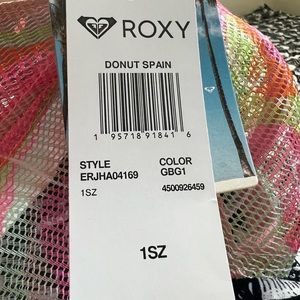 ROXY
DONUT SPAIN
1 95718 91841 6
STYLE COLOR
ERJHA04169 GBG1
1SZ 4500926459
1SZ